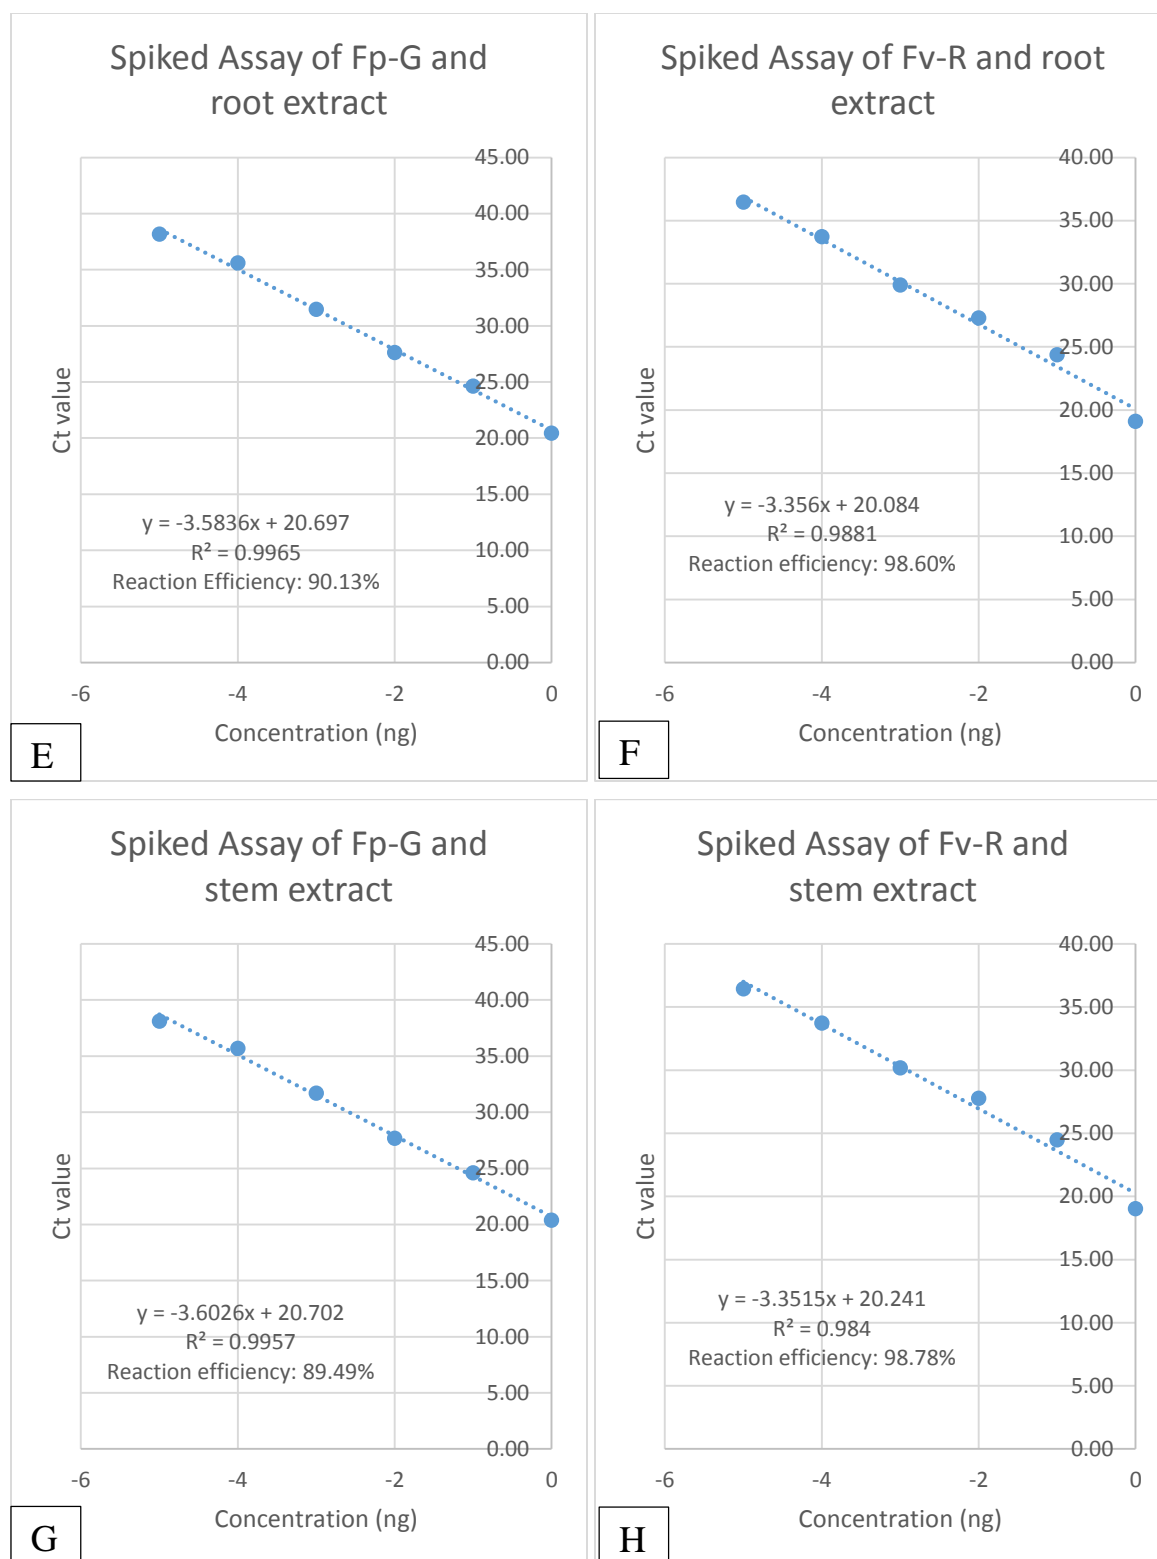 Spiked Assay of Fp-G and
root extract
45.00
40.00
35.00
30.00
25.00
20.00
15.00
10.00
5.00
0.00
Ct value
y = -3.5836x + 20.697
R² = 0.9965
Reaction Efficiency: 90.13%
-6
-4
-2
0
Concentration (ng)
E
Spiked Assay of Fv-R and root
extract
40.00
35.00
30.00
25.00
20.00
15.00
10.00
5.00
0.00
Ct value
y = -3.356x + 20.084
R² = 0.9881
Reaction efficiency: 98.60%
-6
-4
-2
0
Concentration (ng)
F
Spiked Assay of Fp-G and
stem extract
45.00
40.00
35.00
30.00
25.00
20.00
15.00
10.00
5.00
0.00
Ct value
y = -3.6026x + 20.702
R² = 0.9957
Reaction efficiency: 89.49%
-6
-4
-2
0
Concentration (ng)
G
Spiked Assay of Fv-R and
stem extract
40.00
35.00
30.00
25.00
20.00
15.00
10.00
5.00
0.00
Ct value
y = -3.3515x + 20.241
R² = 0.984
Reaction efficiency: 98.78%
-6
-4
-2
0
Concentration (ng)
H